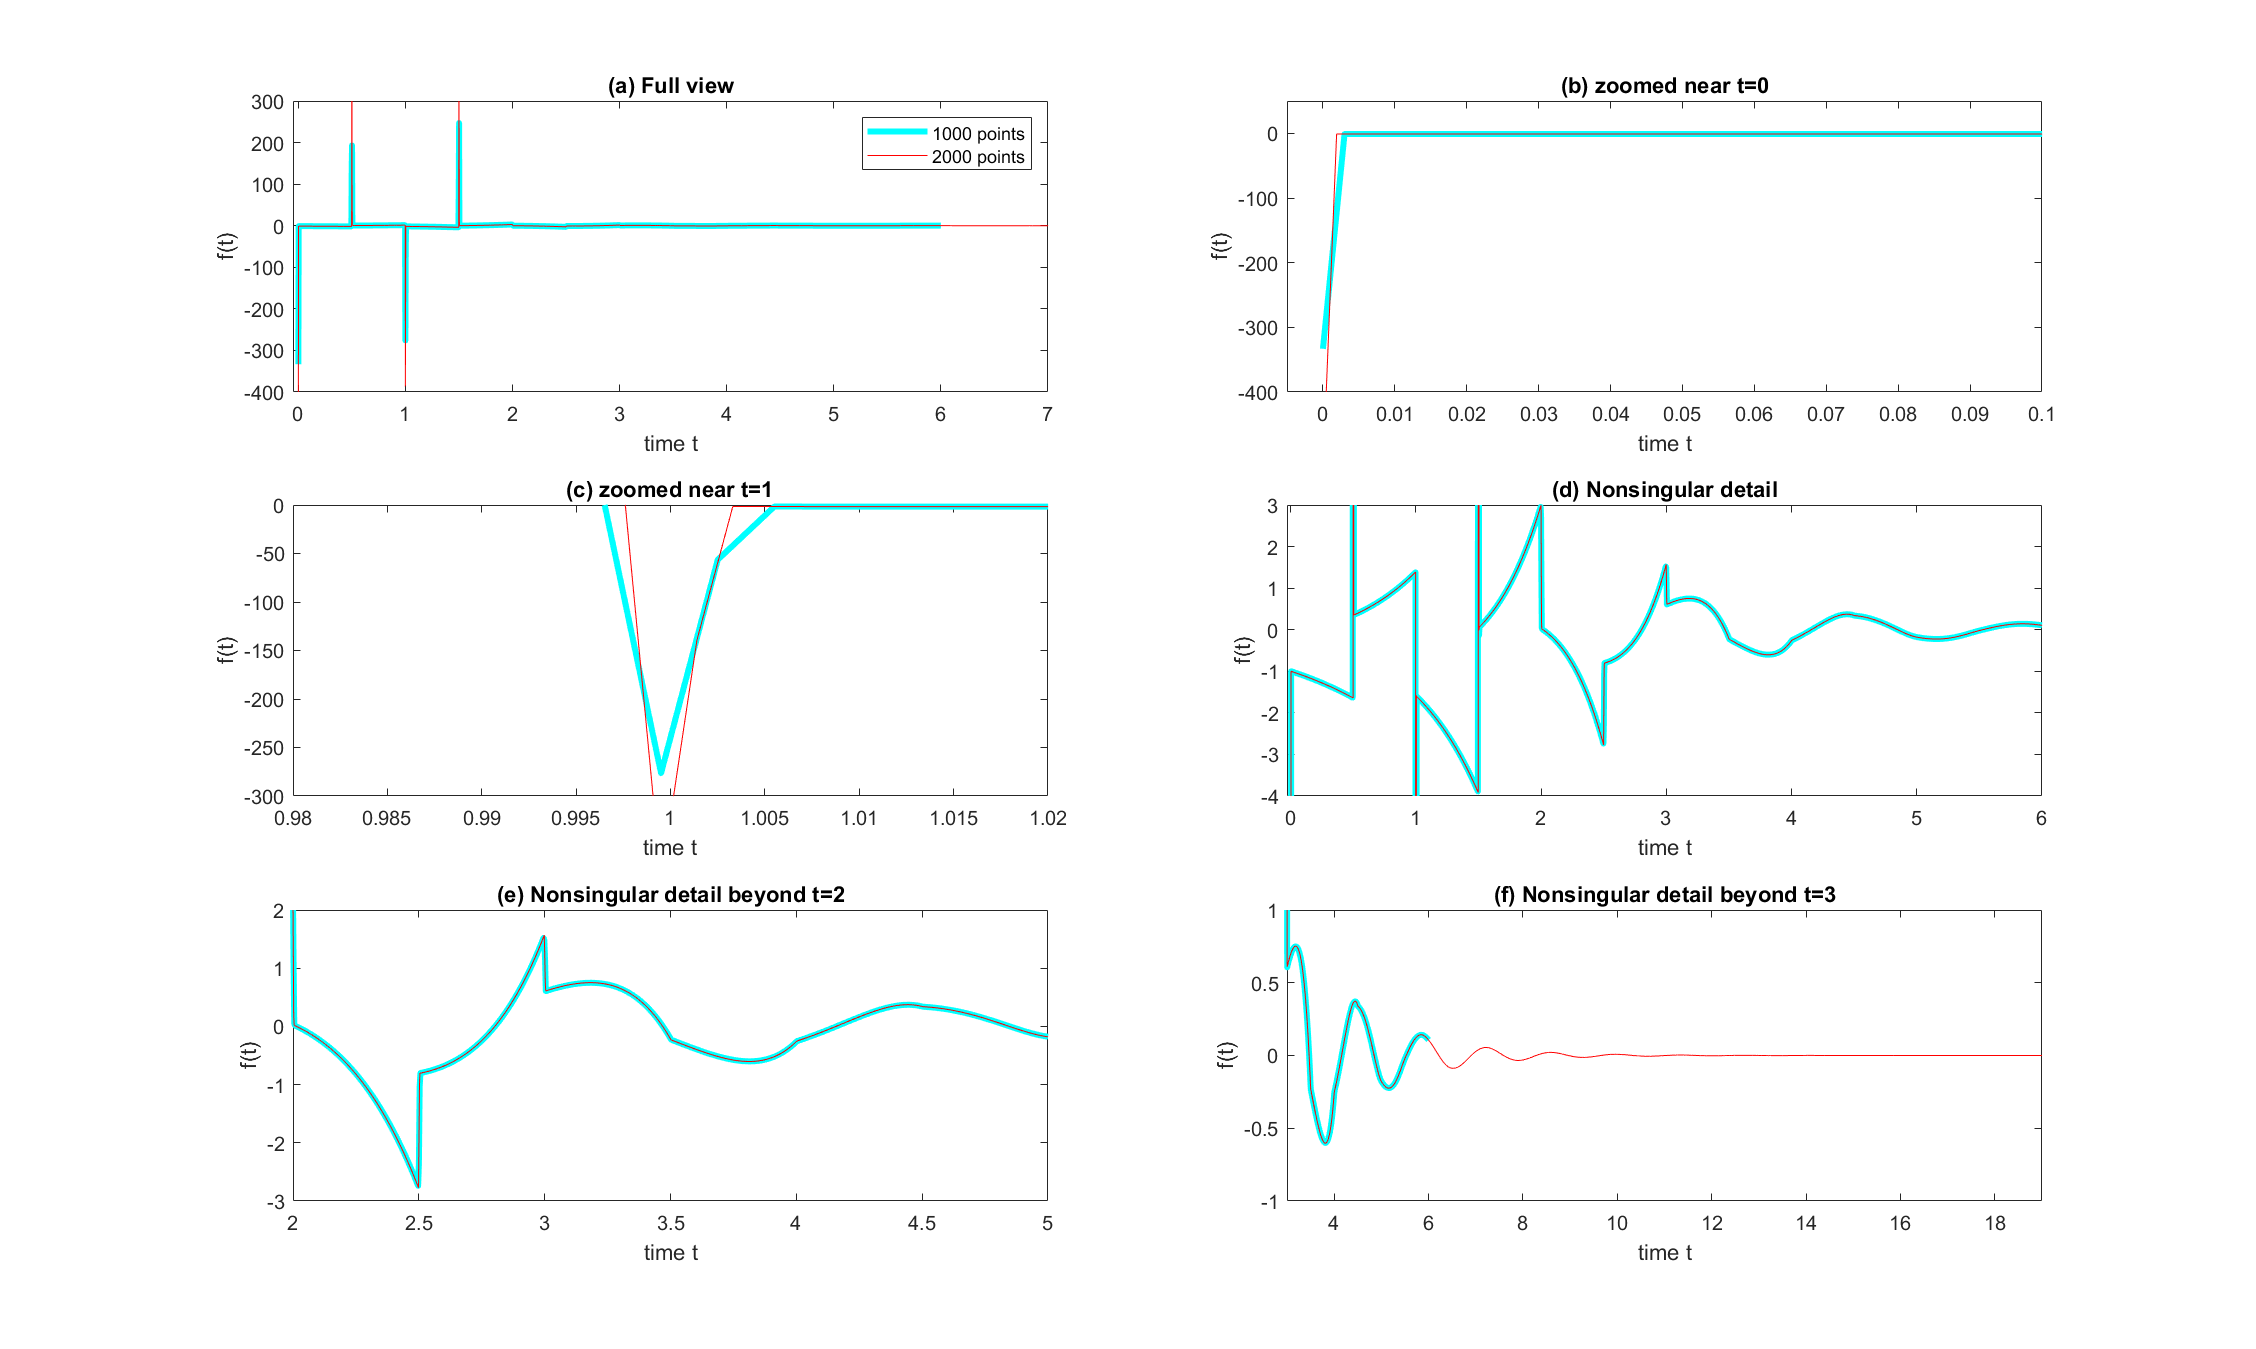 (a) Full view
300
200
100
0
-100
-200
-300
-400
f(t)
0 1 2 3 4 5 6 7
time t
1000 points
2000 points
(b) zoomed near t=0
0
-100
-200
-300
-400
f(t)
0 0.01 0.02 0.03 0.04 0.05 0.06 0.07 0.08 0.09 0.1
time t
(c) zoomed near t=1
0
-50
-100
-150
-200
-250
-300
f(t)
0.98 0.985 0.99 0.995 1 1.005 1.01 1.015 1.02
time t
(d) Nonsingular detail
3
2
1
0
-1
-2
-3
-4
f(t)
0 1 2 3 4 5 6
time t
(e) Nonsingular detail beyond t=2
2
1
0
-1
-2
-3
f(t)
2 2.5 3 3.5 4 4.5 5
time t
(f) Nonsingular detail beyond t=3
1
0.5
0
-0.5
-1
f(t)
4 6 8 10 12 14 16 18
time t